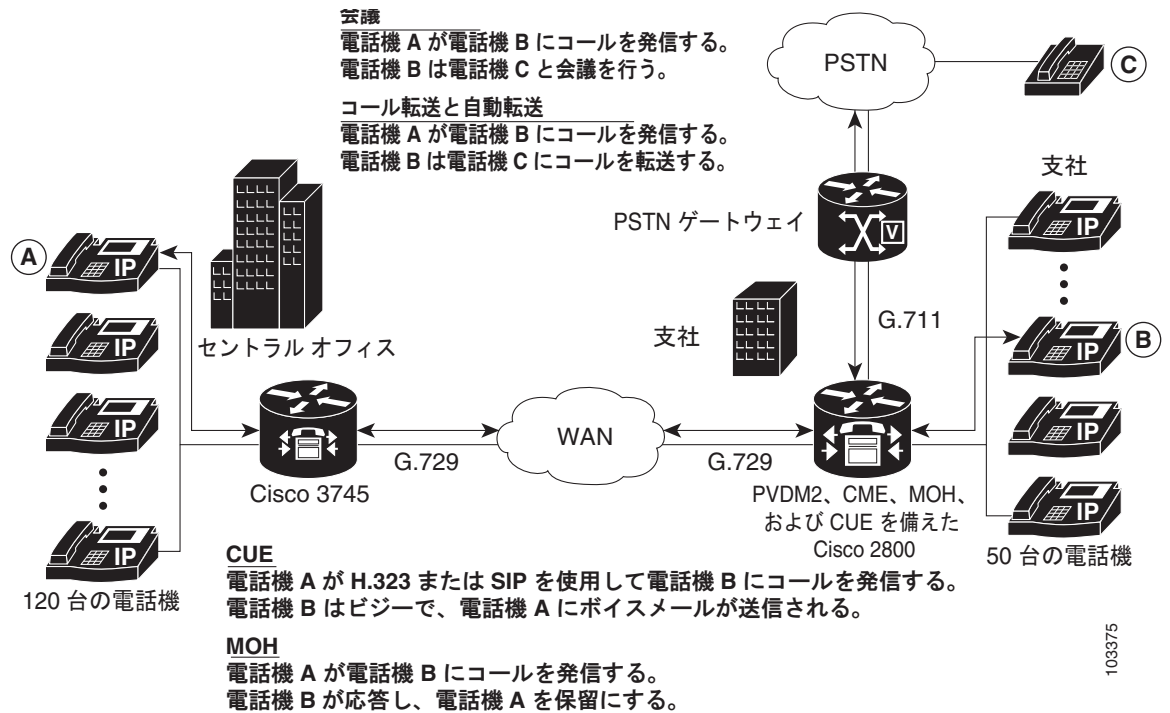 会議
電話機 A が電話機 B にコールを発信する。
電話機 B は電話機 C と会議を行う。
コール転送と自動転送
電話機 A が電話機 B にコールを発信する。
電話機 B は電話機 C にコールを転送する。
PSTN
C
支社
PSTN ゲートウェイ
V
IP
A
IP
G.711
支社
IP
B
IP
セントラル オフィス
IP
IP
WAN
G.729
G.729
Cisco 3745
PVDM2、CME、MOH、
および CUE を備えた
Cisco 2800
IP
50 台の電話機
IP
120 台の電話機
CUE
電話機 A が H.323 または SIP を使用して電話機 B にコールを発信する。
電話機 B はビジーで、電話機 A にボイスメールが送信される。
MOH
電話機 A が電話機 B にコールを発信する。
電話機 B が応答し、電話機 A を保留にする。
103375